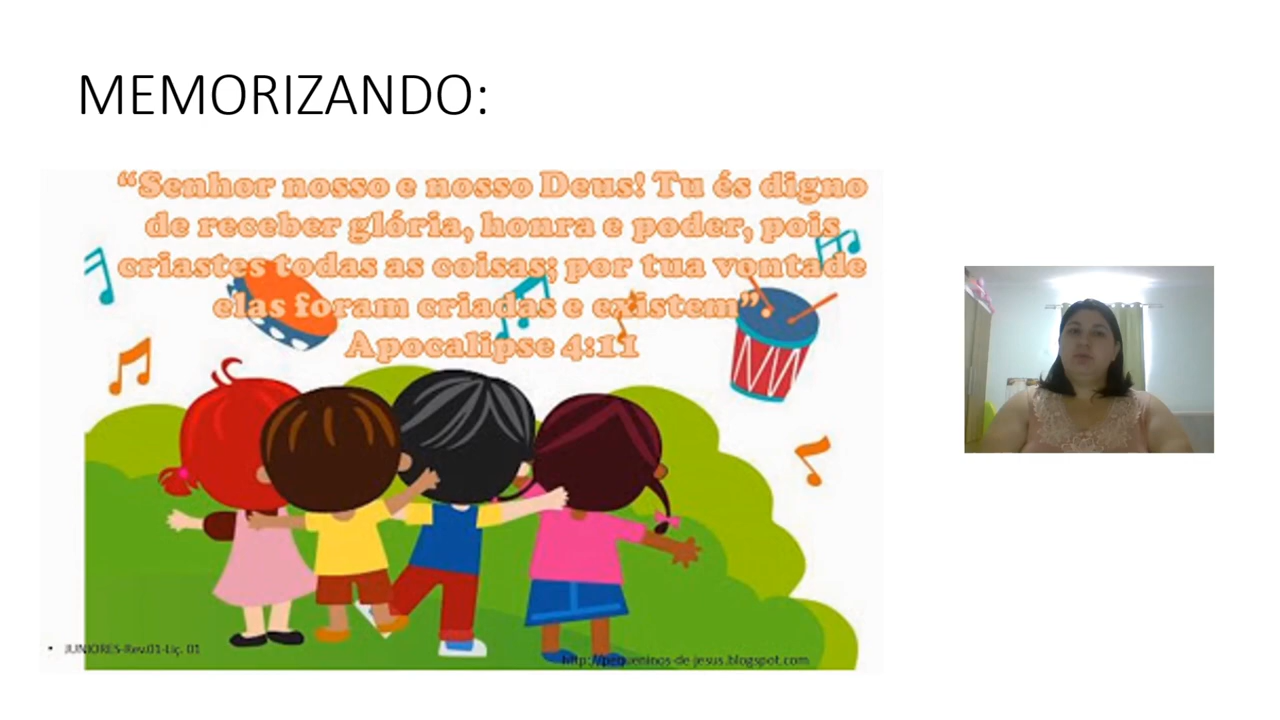 MEMORIZANDO:
“Senhor nosso e nosso Deus! Tu és digno
de receber glória, honra e poder, pois
criastes todas as coisas; por tua vontade
elas foram criadas e existem”
Apocalipse 4:11
• JUNIORES-Rev.01-Liç. 01
http://pequeninos-de-jesus.blogspot.com